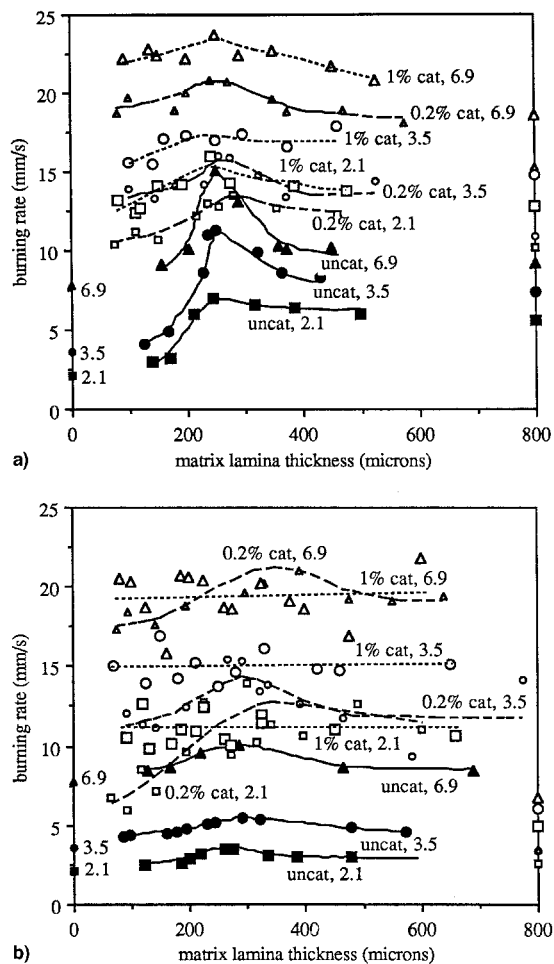 25
20
15
10
5
0
burning rate (mm/s)
1% cat, 6.9
0.2% cat, 6.9
1% cat, 3.5
1% cat, 2.1
0.2% cat, 3.5
0.2% cat, 2.1
uncat, 6.9
uncat, 3.5
uncat, 2.1
6.9
3.5
2.1
0 200 400 600 800
matrix lamina thickness (microns)
a)
25
20
15
10
5
0
burning rate (mm/s)
0.2% cat, 6.9
1% cat, 6.9
1% cat, 3.5
0.2% cat, 3.5
1% cat, 2.1
0.2% cat, 2.1
uncat, 6.9
uncat, 3.5
uncat, 2.1
6.9
3.5
2.1
0 200 400 600 800
matrix lamina thickness (microns)
b)